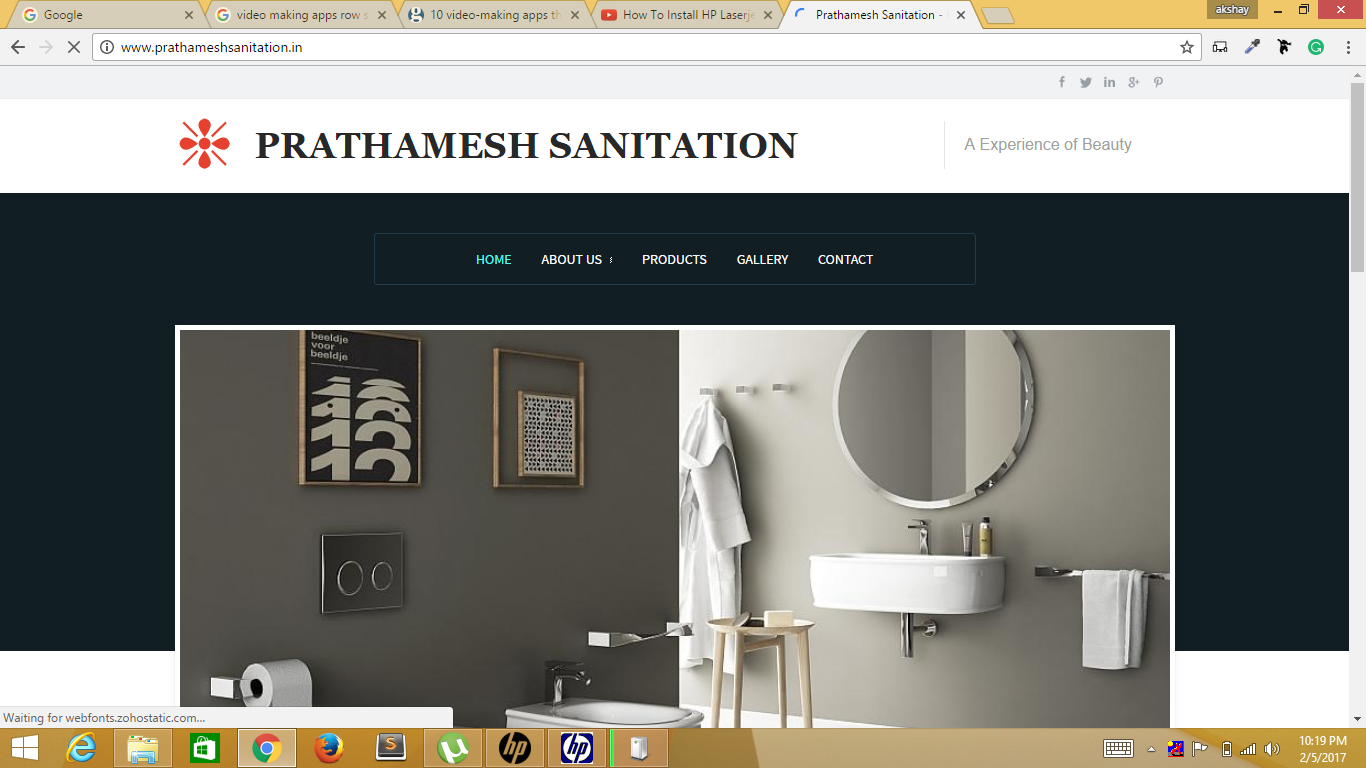 Google
video making apps row s
10 video-making apps th
How To Install HP Laserje
Prathamesh Sanitation -
akshay
www.prathameshsanitation.in
PRATHAMESH SANITATION
A Experience of Beauty
HOME
ABOUT US
PRODUCTS
GALLERY
CONTACT
beeldje
voor
beeldje
12
Waiting for webfonts.zohostatic.com...
10:19 PM
2/5/2017